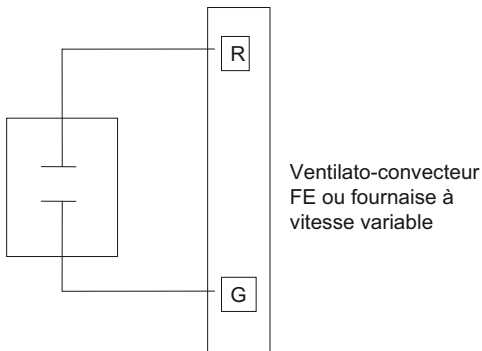 R
Ventilato-convecteur
FE ou fournaise à
vitesse variable
G